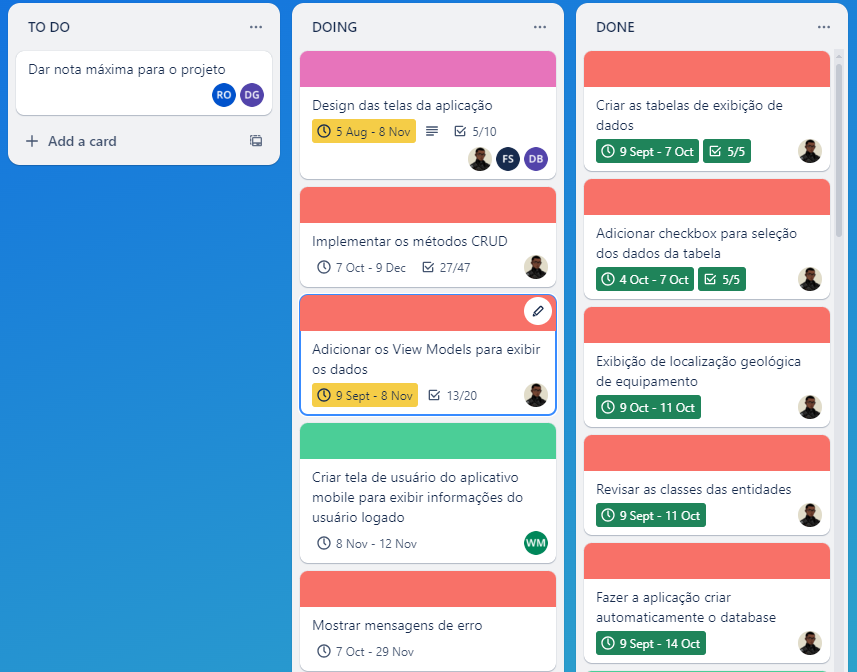 TO DO
Dar nota máxima para o projeto
RO DG
Add a card
DOING
Design das telas da aplicação
5 Aug - 8 Nov 5/10
FS DB
Implementar os métodos CRUD
7 Oct - 9 Dec 27/47
Adicionar os View Models para exibir
os dados
9 Sept - 8 Nov 13/20
Criar tela de usuário do aplicativo
mobile para exibir informações do
usuário logado
8 Nov - 12 Nov WM
Mostrar mensagens de erro
7 Oct - 29 Nov
DONE
Criar as tabelas de exibição de
dados
9 Sept - 7 Oct 5/5
Adicionar checkbox para seleção
dos dados da tabela
4 Oct - 7 Oct 5/5
Exibição de localização geológica
de equipamento
9 Oct - 11 Oct
Revisar as classes das entidades
9 Sept - 11 Oct
Fazer a aplicação criar
automaticamente o database
9 Sept - 14 Oct